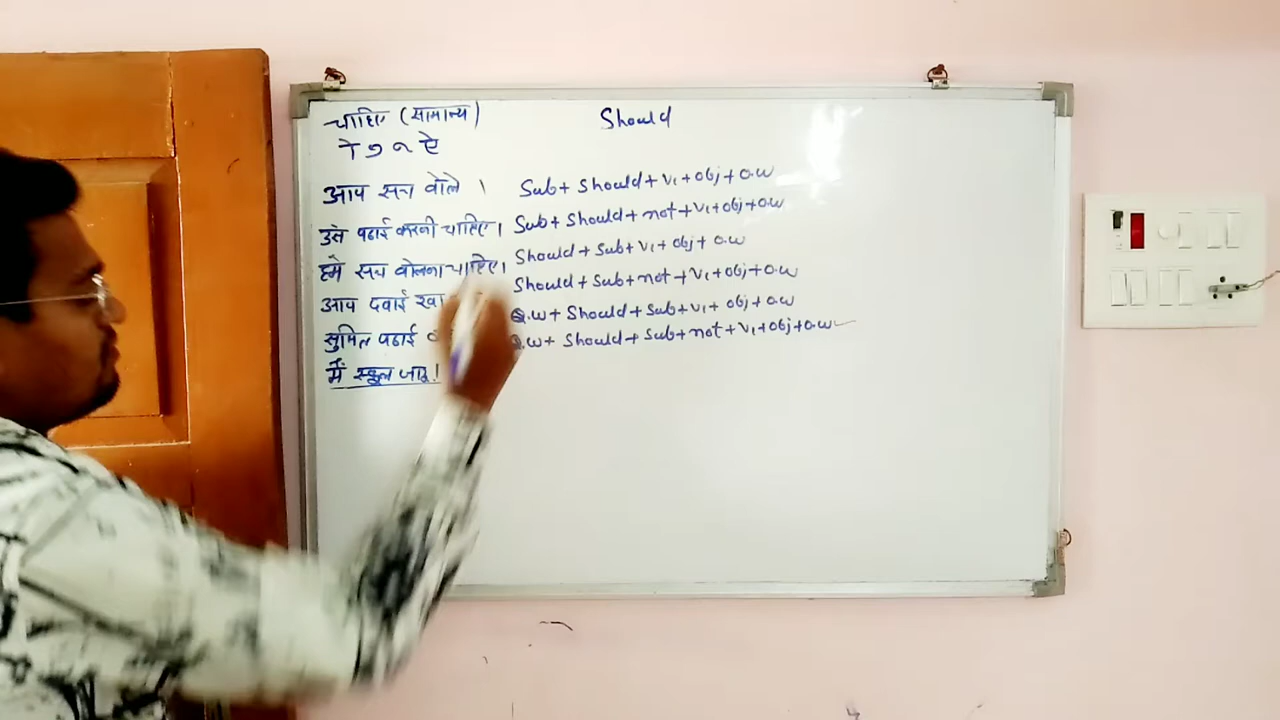 चाहिए (सामान्य) Should
े ु ू ऐ
आप सच बोले । Sub + Should + V₁ + obj + o.w
उसे पढाई करनी चाहिए। Sub + Should + not + V₁ + obj + o.w
हमे सच बोलना चाहिए। Should + Sub + V₁ + obj + o.w
आप दवाई Should + Sub + not + V₁ + obj + o.w
सुमित पढाई Q.w + Should + Sub + V₁ + obj + o.w
मैं स्कूल जाऊ। Q.w + Should + Sub + not + V₁ + obj + o.w